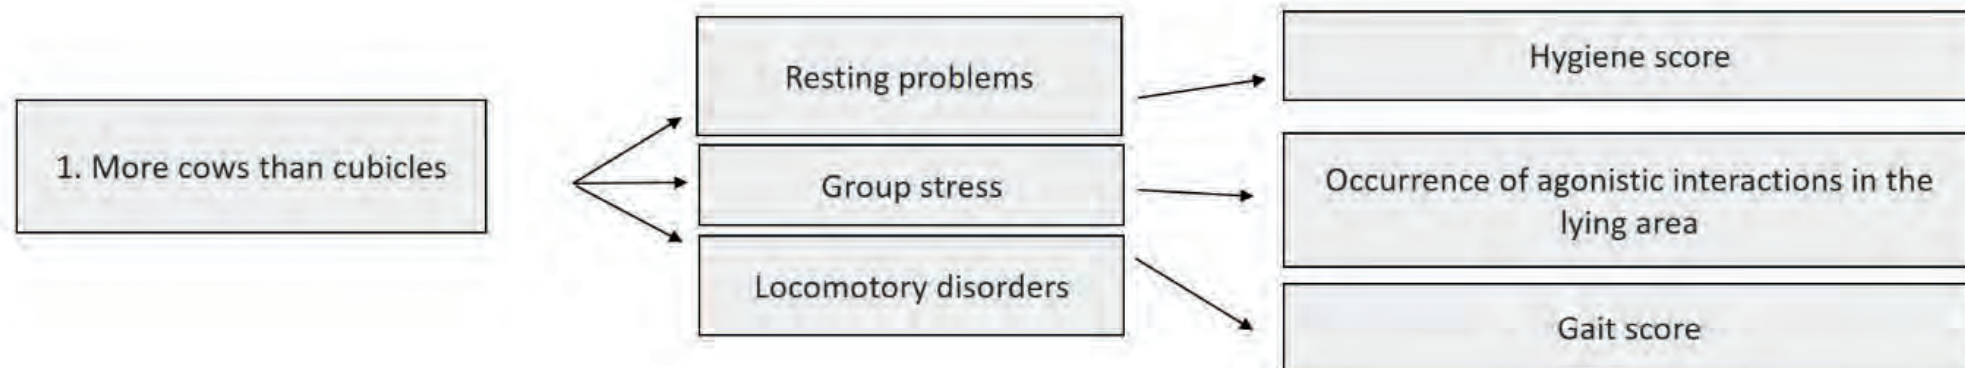 1. More cows than cubicles
Resting problems
Group stress
Locomotory disorders
Hygiene score
Occurrence of agonistic interactions in the
lying area
Gait score